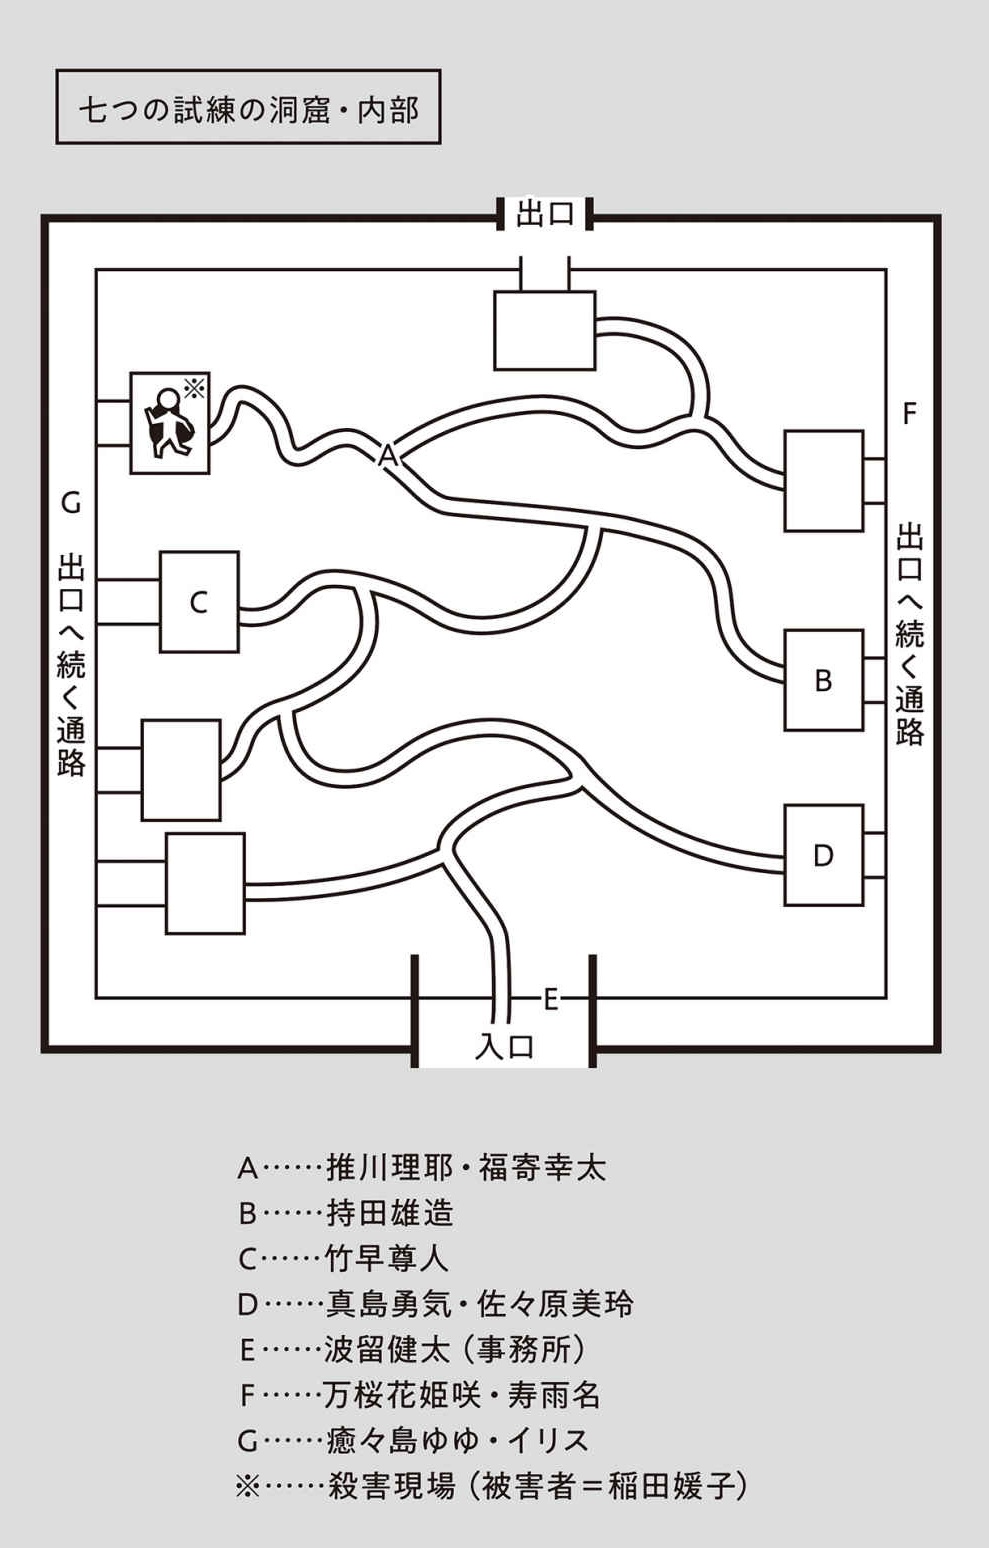 七つの試練の洞窟・内部
出口
※
F
A
G
出口へ続く通路
出口へ続く通路
C
B
D
E
入口
A……推川理耶・福寄幸太
B……持田雄造
C……竹早尊人
D……真島勇気・佐々原美玲
E……波留健太（事務所）
F……万桜花姫咲・寿雨名
G……癒々島ゆゆ・イリス
※……殺害現場（被害者＝稲田媛子）